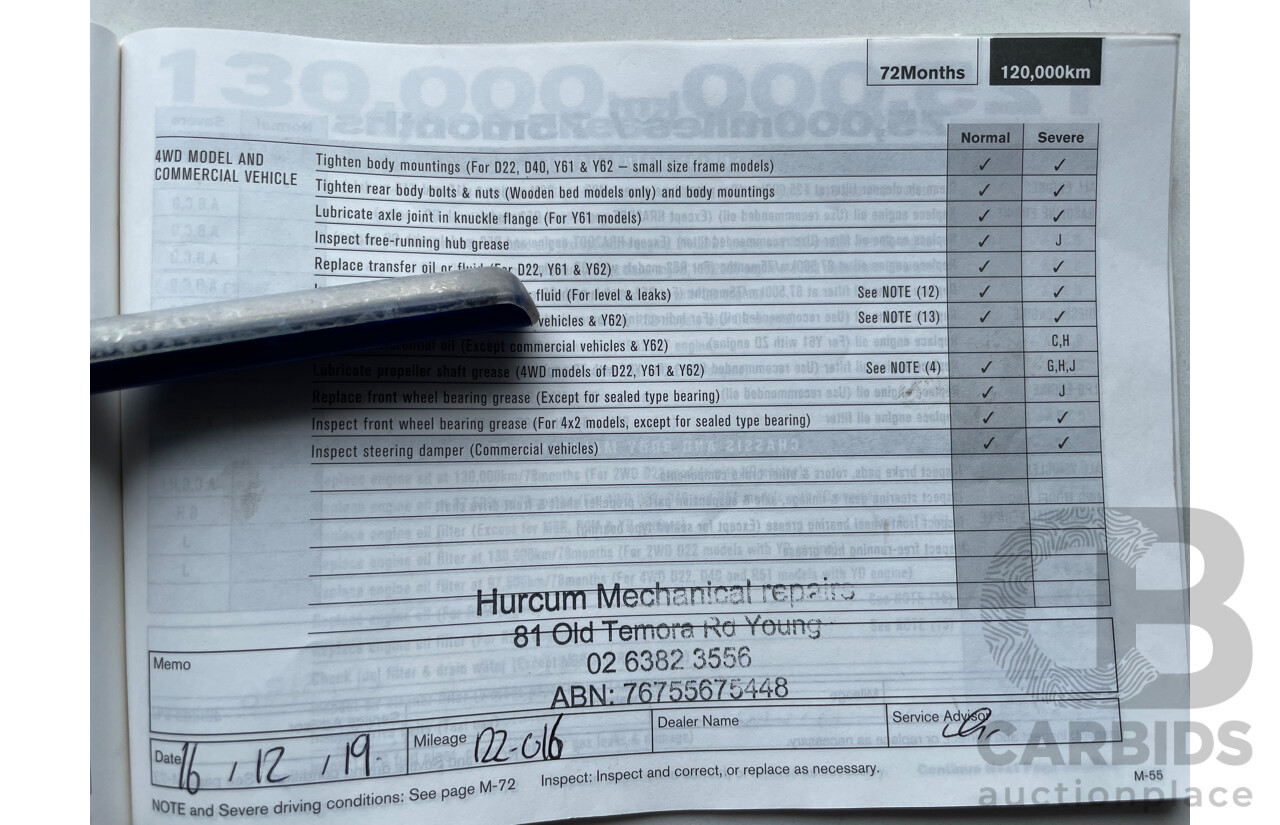 72Months 120,000km
Normal Severe
4WD MODEL AND
COMMERCIAL VEHICLE
Tighten body mountings (For D22, D40, Y61 & Y62 – small size frame models) ✓ ✓
Tighten rear body bolts & nuts (Wooden bed models only) and body mountings ✓ ✓
Lubricate axle joint in knuckle flange (For Y61 models) ✓ ✓
Inspect free-running hub grease ✓ J
Replace transfer oil or fluid (For D22, Y61 & Y62) ✓ ✓
fluid (For level & leaks) See NOTE (12) ✓ ✓
vehicles & Y62) See NOTE (13) ✓ ✓
oil (Except commercial vehicles & Y62) C,H
Lubricate propeller shaft grease (4WD models of D22, Y61 & Y62) See NOTE (4) ✓ G,H,J
Replace front wheel bearing grease (Except for sealed type bearing) ✓ J
Inspect front wheel bearing grease (For 4x2 models, except for sealed type bearing) ✓ ✓
Inspect steering damper (Commercial vehicles) ✓ ✓
Hurcum Mechanical repairs
81 Old Temora Rd Young
02 6382 3556
ABN: 76755675448
Memo
Date 16 / 12 / 19 Mileage 122-016 Dealer Name Service Advisor
NOTE and Severe driving conditions: See page M-72 Inspect: Inspect and correct, or replace as necessary.
M-55
CB
CARBIDS
auctionplace